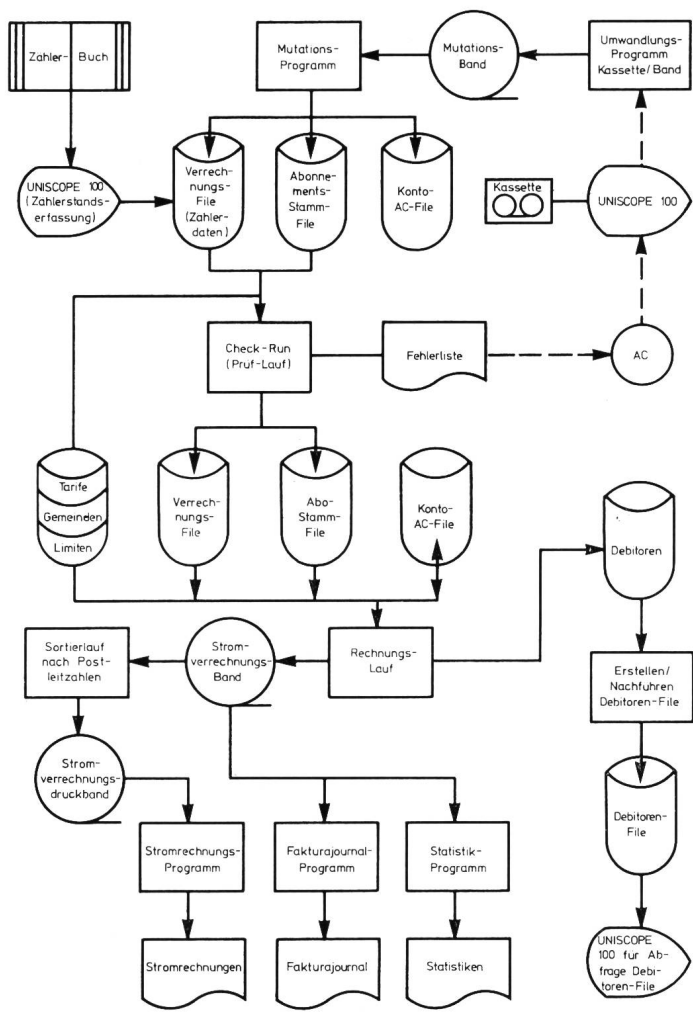 Zahler-Buch
Mutations-
Programm
Mutations-
Band
Umwandlungs-
Programm
Kassette/Band
UNISCOPE 100
(Zahlerstands-
erfassung)
Verrech-
nungs-
File
(Zahler-
daten)
Abonne-
ments-
Stamm-
File
Konto-
AC-File
Kassette
UNISCOPE 100
Check-Run
(Prüf-Lauf)
Fehlerliste
AC
Tarife
Gemeinden
Limiten
Verrech-
nungs-
File
Abo-
Stamm-
File
Konto-
AC-File
Debitoren
Sortierlauf
nach Post-
leitzahlen
Strom-
verrechnungs-
Band
Rechnungs-
Lauf
Erstellen/
Nachfuhren
Debitoren-File
Strom-
verrechnungs-
druckband
Stromrechnungs-
Programm
Fakturajournal-
Programm
Statistik-
Programm
Debitoren-
File
Stromrechnungen
Fakturajournal
Statistiken
UNISCOPE
100 für Ab-
frage Debi-
toren-File